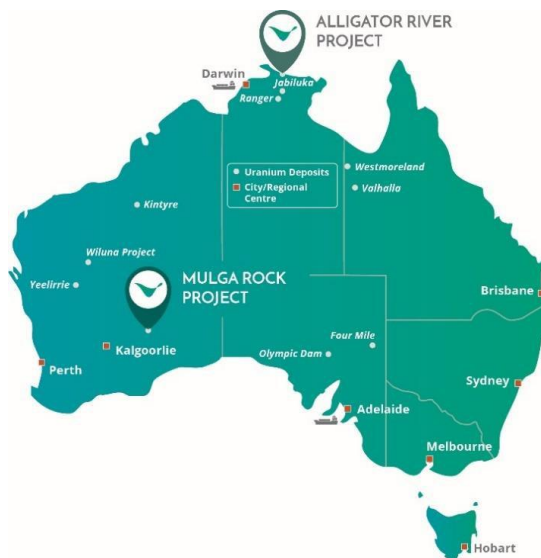 ALLIGATOR RIVER
PROJECT
Darwin
Jabiluka
Ranger
Uranium Deposits
City/Regional
Centre
Westmoreland
Valhalla
Kintyre
Wiluna Project
Yeelirrie
MULGA ROCK
PROJECT
Brisbane
Four Mile
Kalgoorlie
Olympic Dam
Perth
Sydney
Adelaide
Melbourne
Hobart